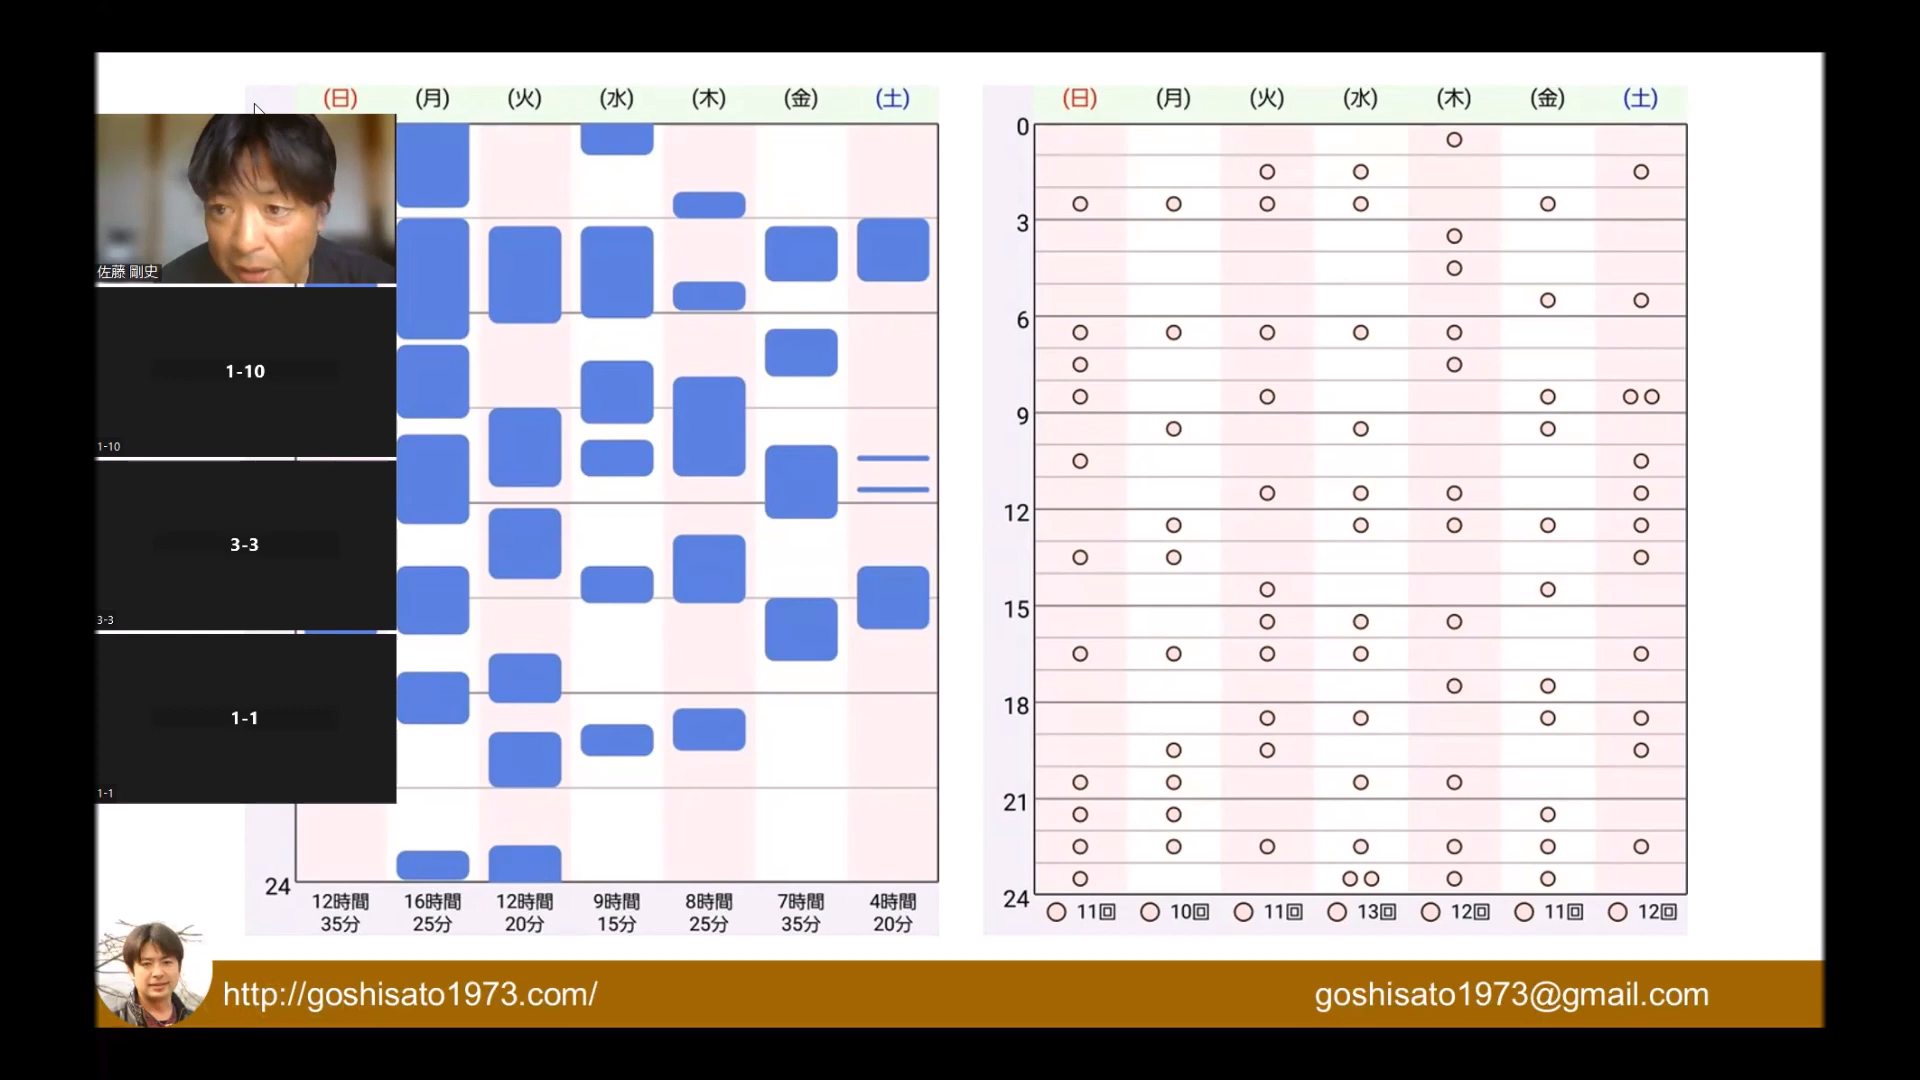 (日) (月) (火) (水) (木) (金) (土)
佐藤 剛史
1-10
1-10
3-3
3-3
1-1
1-1
24
12時間 16時間 12時間 9時間 8時間 7時間 4時間
35分 25分 20分 15分 25分 35分 20分
(日) (月) (火) (水) (木) (金) (土)
0
3
6
9
12
15
18
21
24
11回 10回 11回 13回 12回 11回 12回
http://goshisato1973.com/
goshisato1973@gmail.com